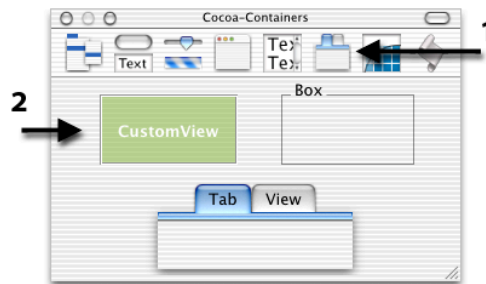 Cocoa-Containers
1
Text
Tex
Tex
Box
2
CustomView
Tab
View